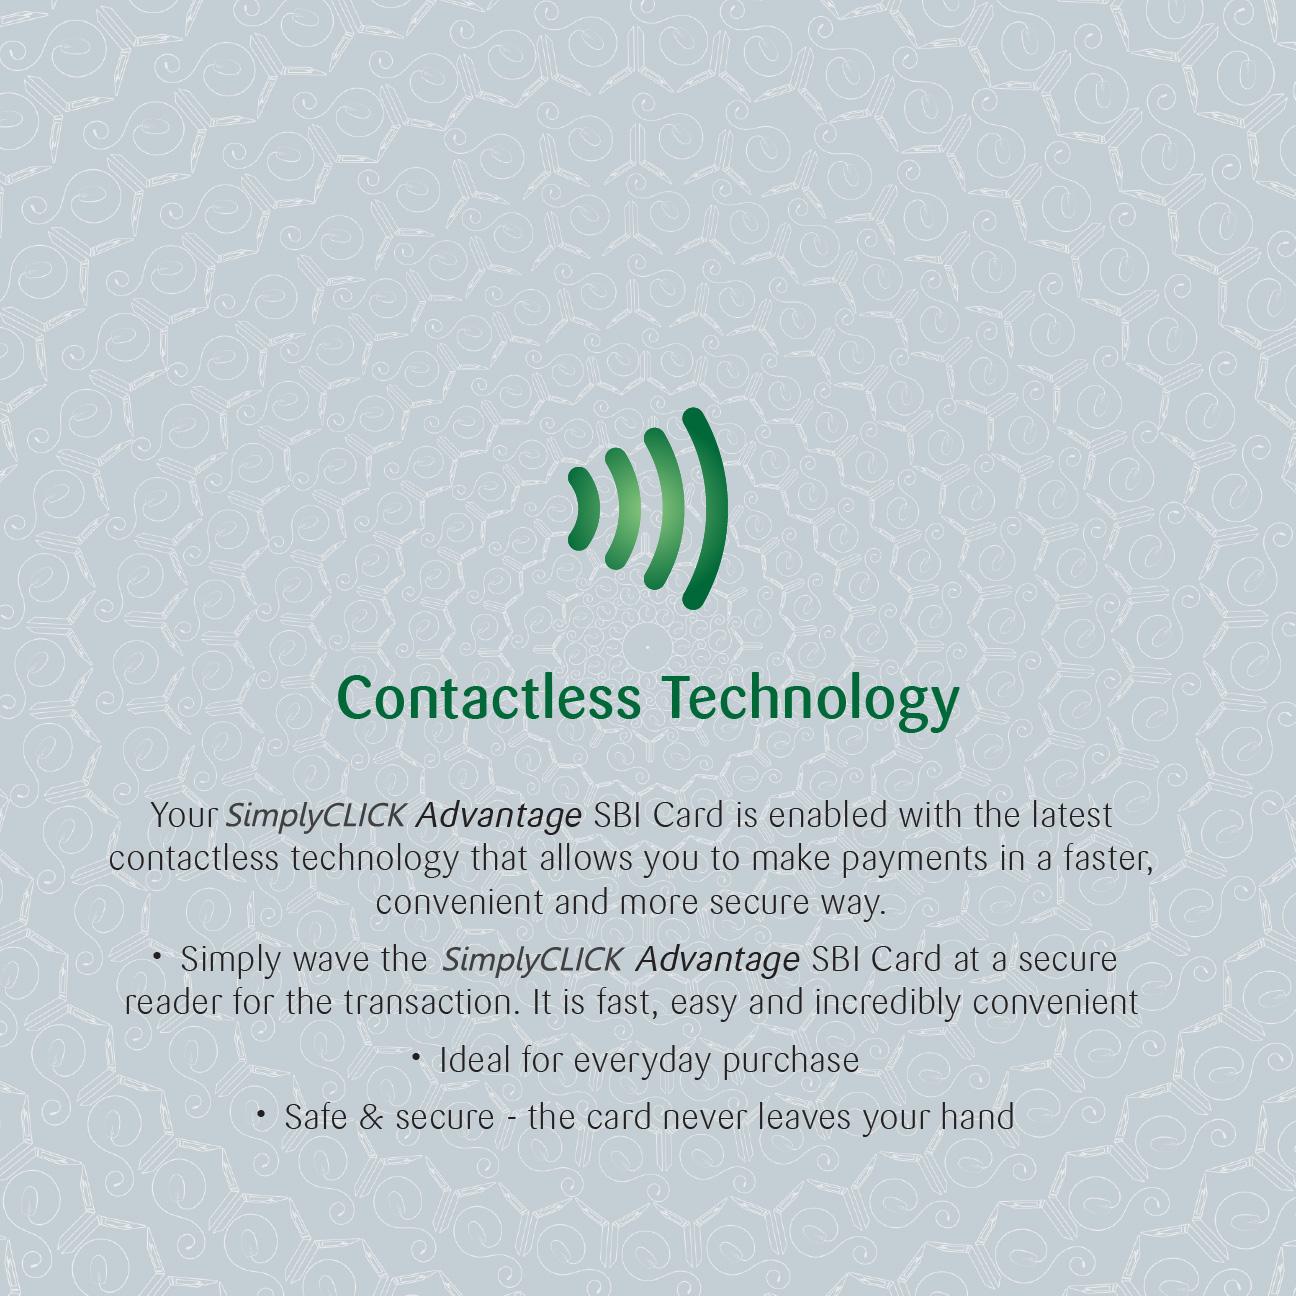 Contactless Technology
Your SimplyCLICK Advantage SBI Card is enabled with the latest
contactless technology that allows you to make payments in a faster,
convenient and more secure way.
• Simply wave the SimplyCLICK Advantage SBI Card at a secure
reader for the transaction. It is fast, easy and incredibly convenient
• Ideal for everyday purchase
• Safe & secure - the card never leaves your hand